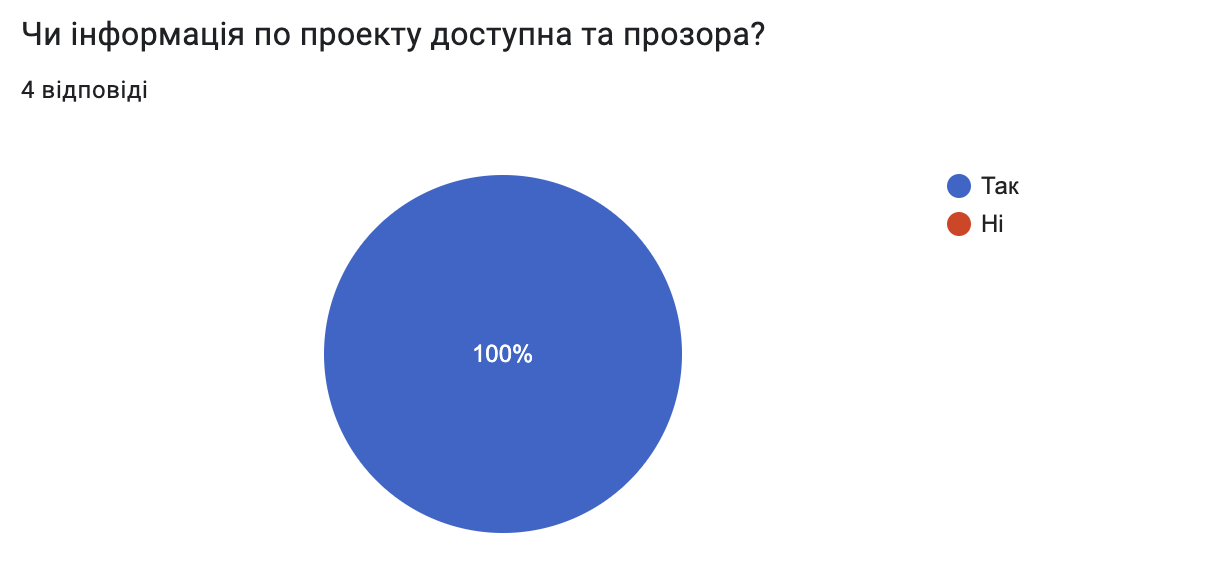 Чи інформація по проекту доступна та прозора?
4 відповіді
100%
Так
Ні